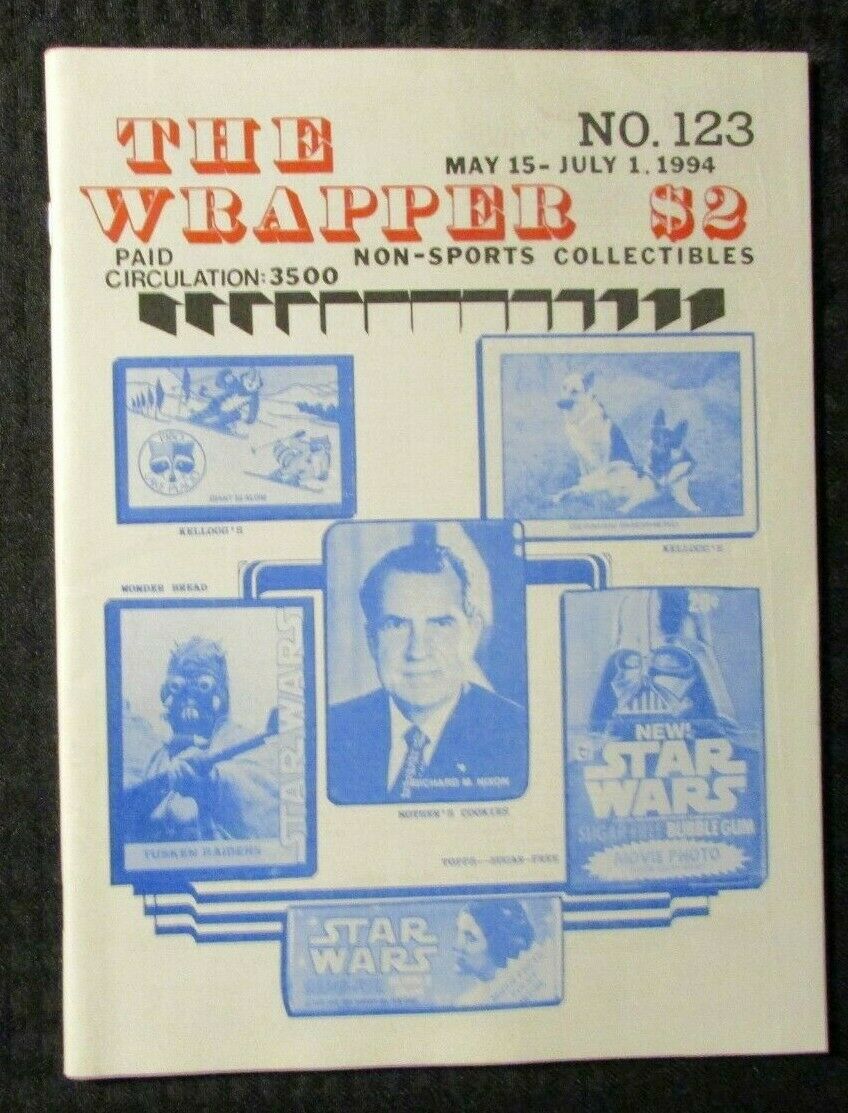 THE
NO. 123
MAY 15 - JULY 1, 1994
WRAPPER $2
PAID
CIRCULATION: 3500
NON-SPORTS COLLECTIBLES
GIANT SLALOM
KELLOGG'S
KELLOGG'S
WONDER BREAD
STAR WARS
TUSKEN RAIDERS
RICHARD M. NIXON
MOTHER'S COOKIES
NEW!
STAR
WARS
SUGAR FREE BUBBLE GUM
MOVIE PHOTO
TOPPS--SUGAR-FREE
STAR
WARS